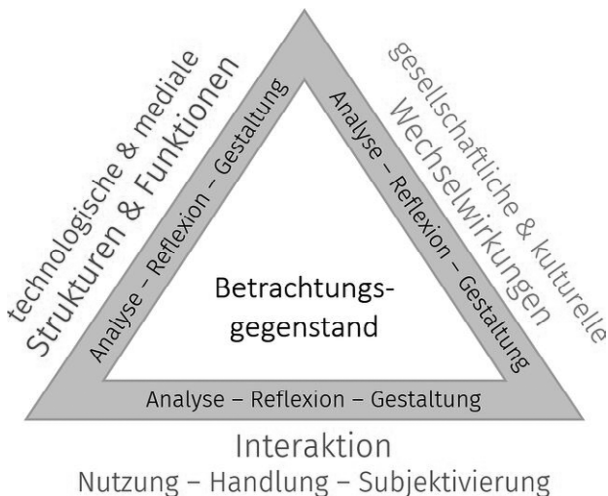 technologische & mediale
Strukturen & Funktionen
Analyse – Reflexion – Gestaltung
gesellschaftliche & kulturelle
Wechselwirkungen
Analyse – Reflexion – Gestaltung
Betrachtungs-
gegenstand
Analyse – Reflexion – Gestaltung
Interaktion
Nutzung – Handlung – Subjektivierung